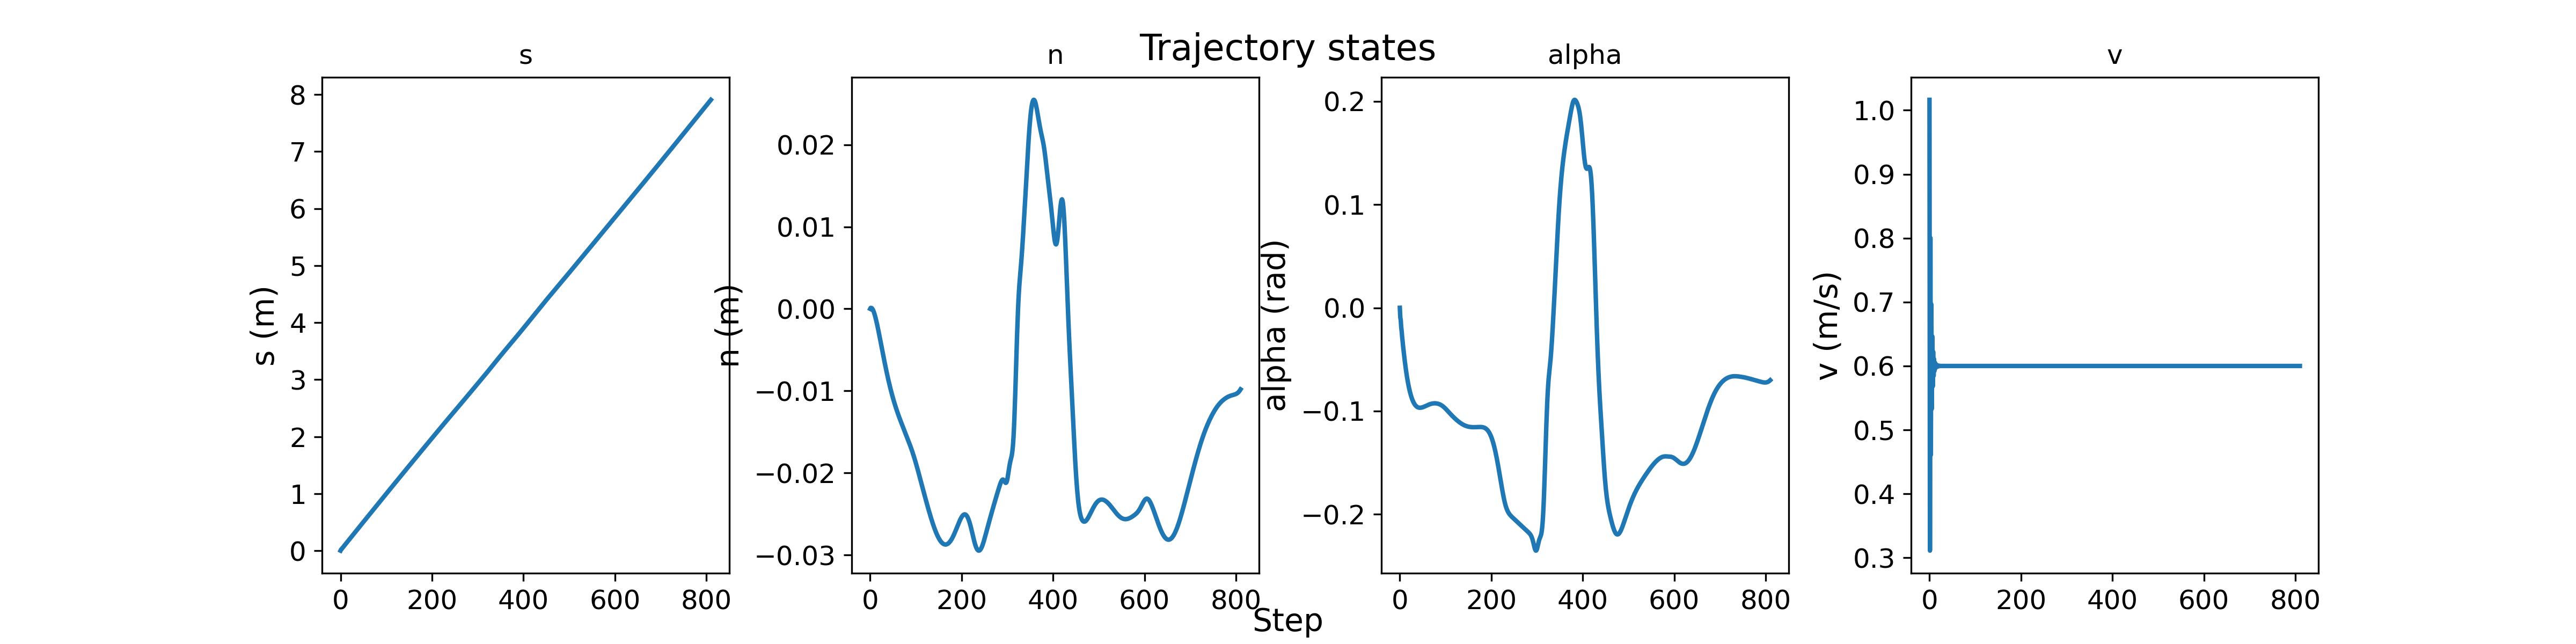 Trajectory states
s
n
alpha
v
s (m)
8
7
6
5
4
3
2
1
0
0 200 400 600 800
n (m)
0.02
0.01
0.00
−0.01
−0.02
−0.03
0 200 400 600 800
alpha (rad)
0.2
0.1
0.0
−0.1
−0.2
0 200 400 600 800
v (m/s)
1.0
0.9
0.8
0.7
0.6
0.5
0.4
0.3
0 200 400 600 800
Step